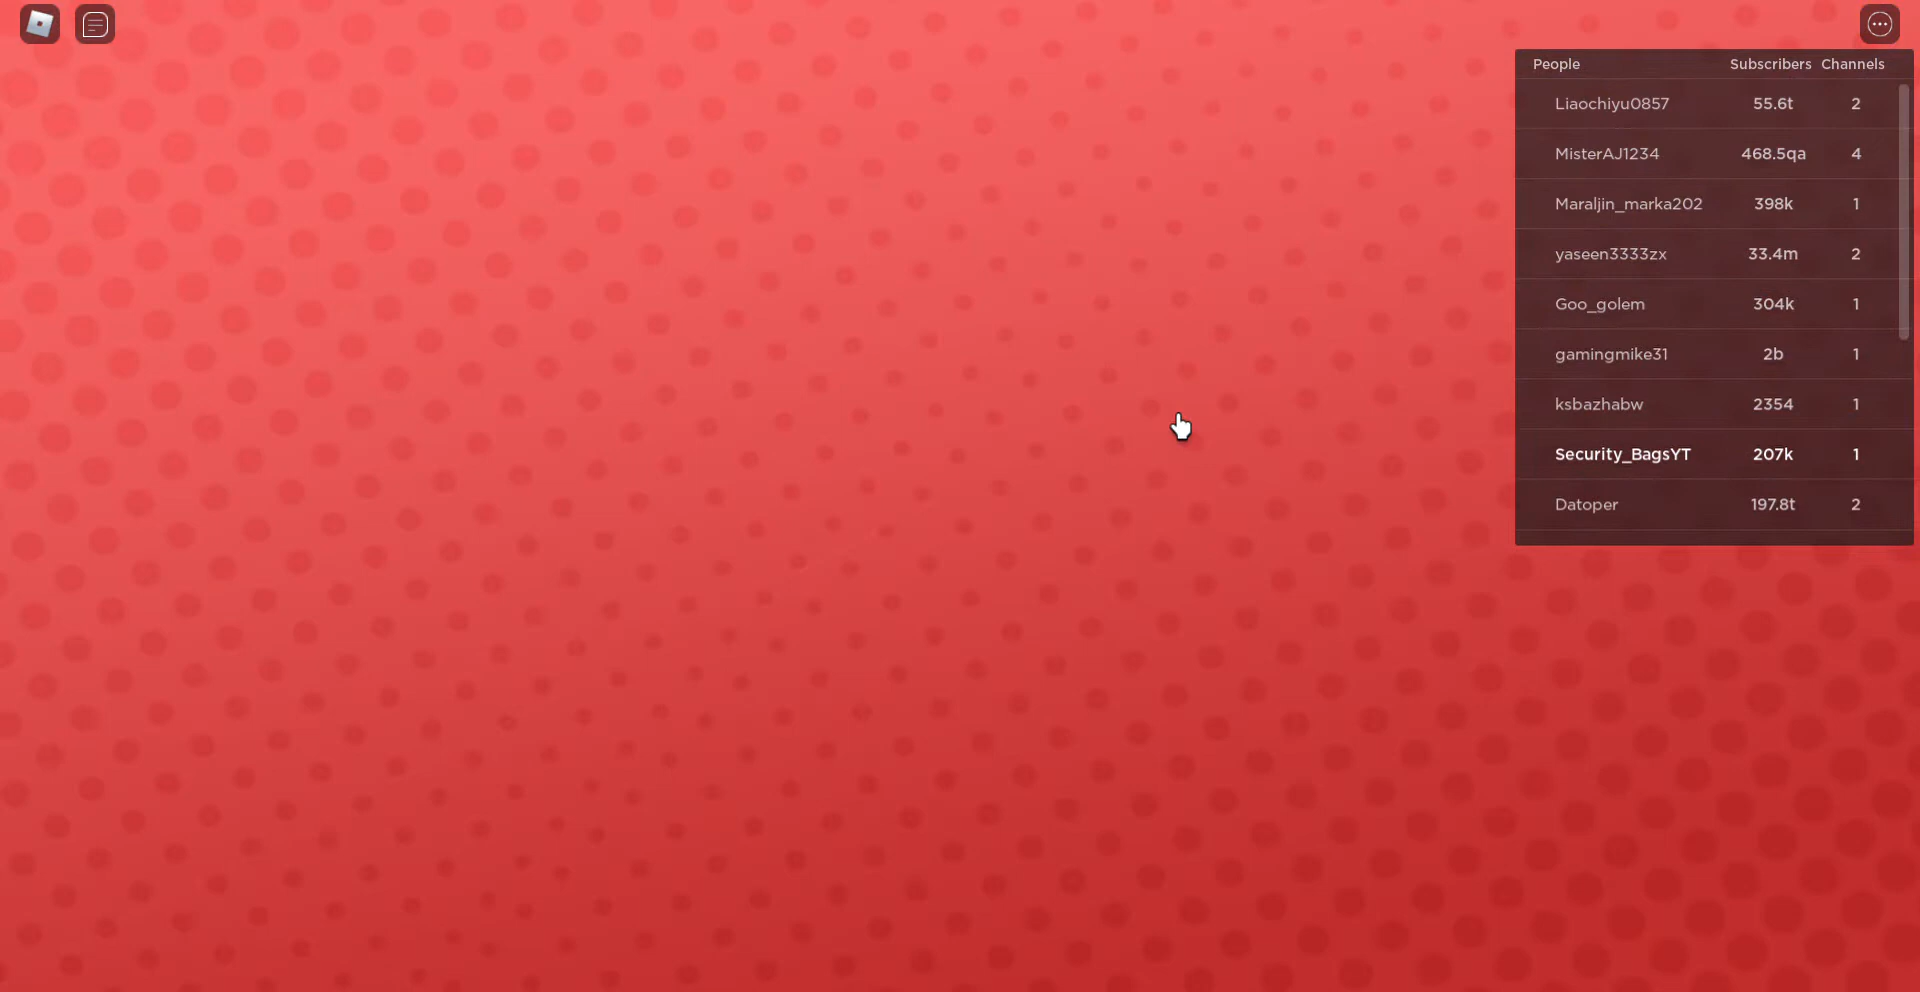 People Subscribers Channels
Liaochiyu0857 55.6t 2
MisterAJ1234 468.5qa 4
Maraljin_marka202 398k 1
yaseen3333zx 33.4m 2
Goo_golem 304k 1
gamingmike31 2b 1
ksbazhabw 2354 1
Security_BagsYT 207k 1
Datoper 197.8t 2